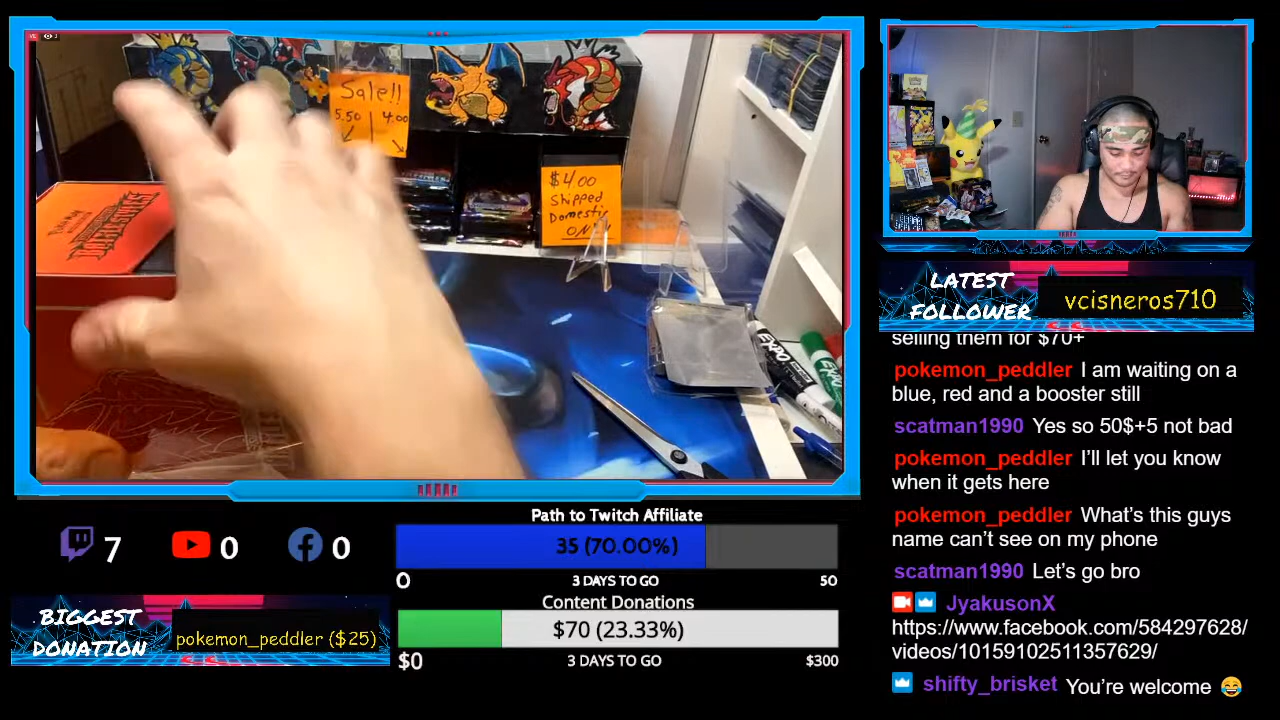 Sale!!
5.50 4.00
$4.00
Shipped
Domestic
EXPO
EXPO
LATEST
FOLLOWER
vcisneros710
selling them for $70+
pokemon_peddler I am waiting on a
blue, red and a booster still
scatman1990 Yes so 50$+5 not bad
pokemon_peddler I'll let you know
when it gets here
pokemon_peddler What's this guys
name can't see on my phone
scatman1990 Let's go bro
JyakusonX
https://www.facebook.com/584297628/
videos/10159102511357629/
shifty_brisket You're welcome 😂
7
0
0
Path to Twitch Affiliate
35 (70.00%)
0 3 DAYS TO GO 50
Content Donations
$70 (23.33%)
$0 3 DAYS TO GO $300
BIGGEST
DONATION
pokemon_peddler ($25)